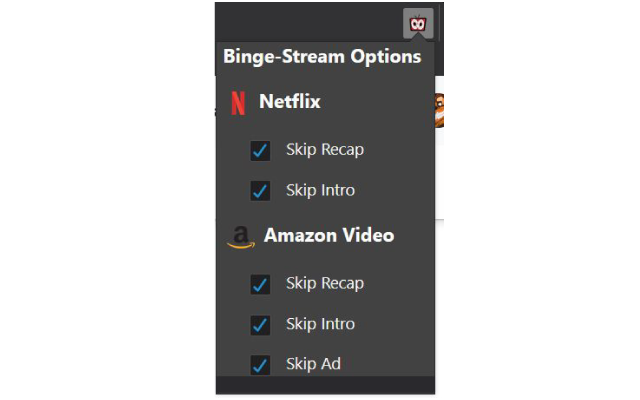 Binge-Stream Options
Netflix
Skip Recap
Skip Intro
Amazon Video
Skip Recap
Skip Intro
Skip Ad